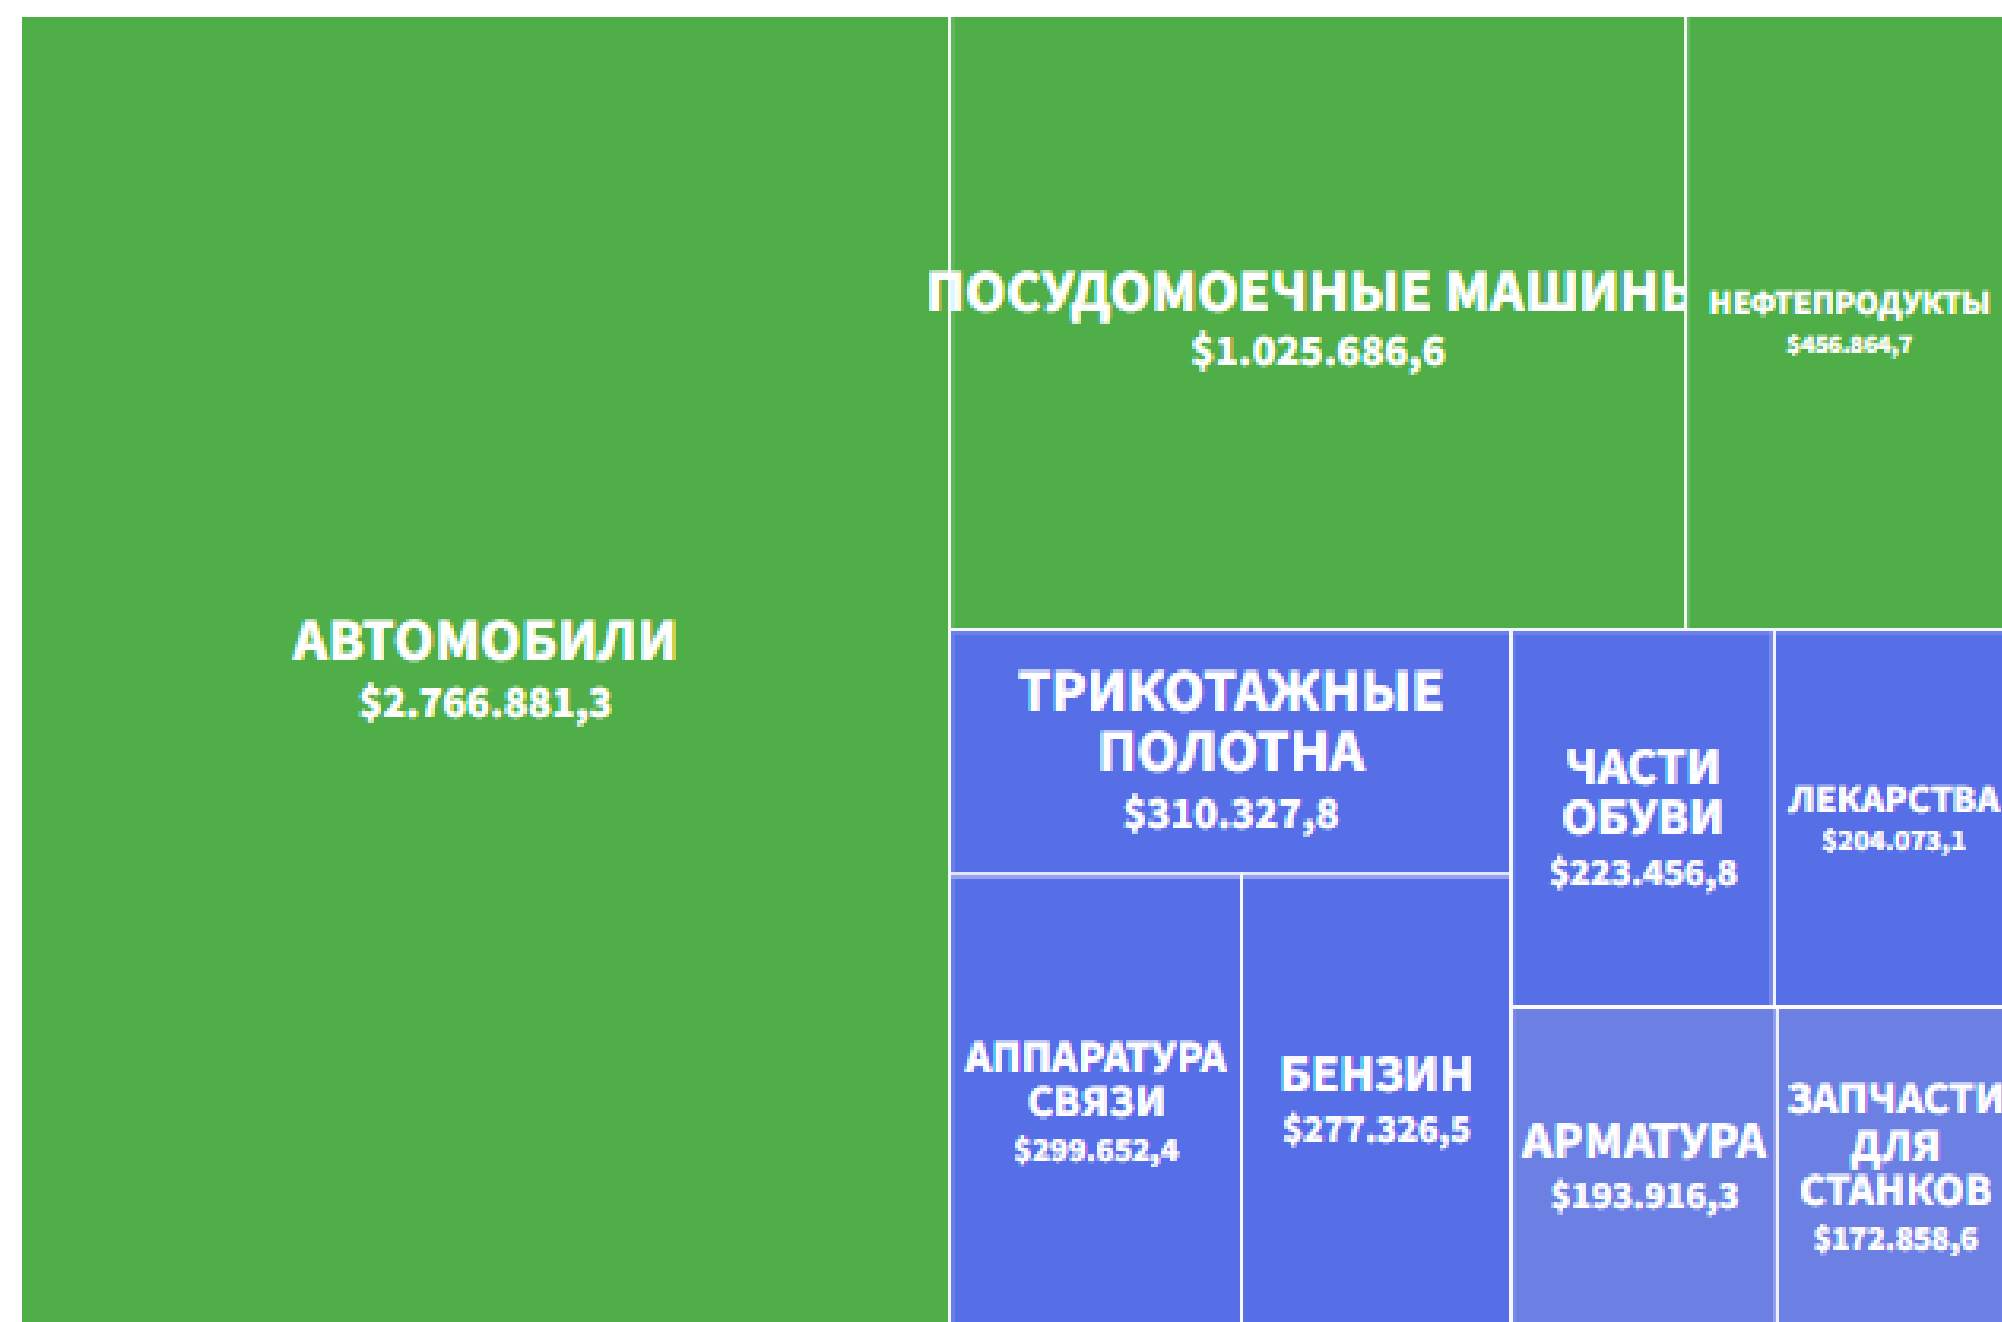 АВТОМОБИЛИ
$2.766.881,3
ПОСУДОМОЕЧНЫЕ МАШИНЫ
$1.025.686,6
НЕФТЕПРОДУКТЫ
$456.864,7
ТРИКОТАЖНЫЕ
ПОЛОТНА
$310.327,8
ЧАСТИ
ОБУВИ
$223.456,8
ЛЕКАРСТВА
$204.073,1
АППАРАТУРА
СВЯЗИ
$299.652,4
БЕНЗИН
$277.326,5
АРМАТУРА
$193.916,3
ЗАПЧАСТИ
ДЛЯ
СТАНКОВ
$172.858,6